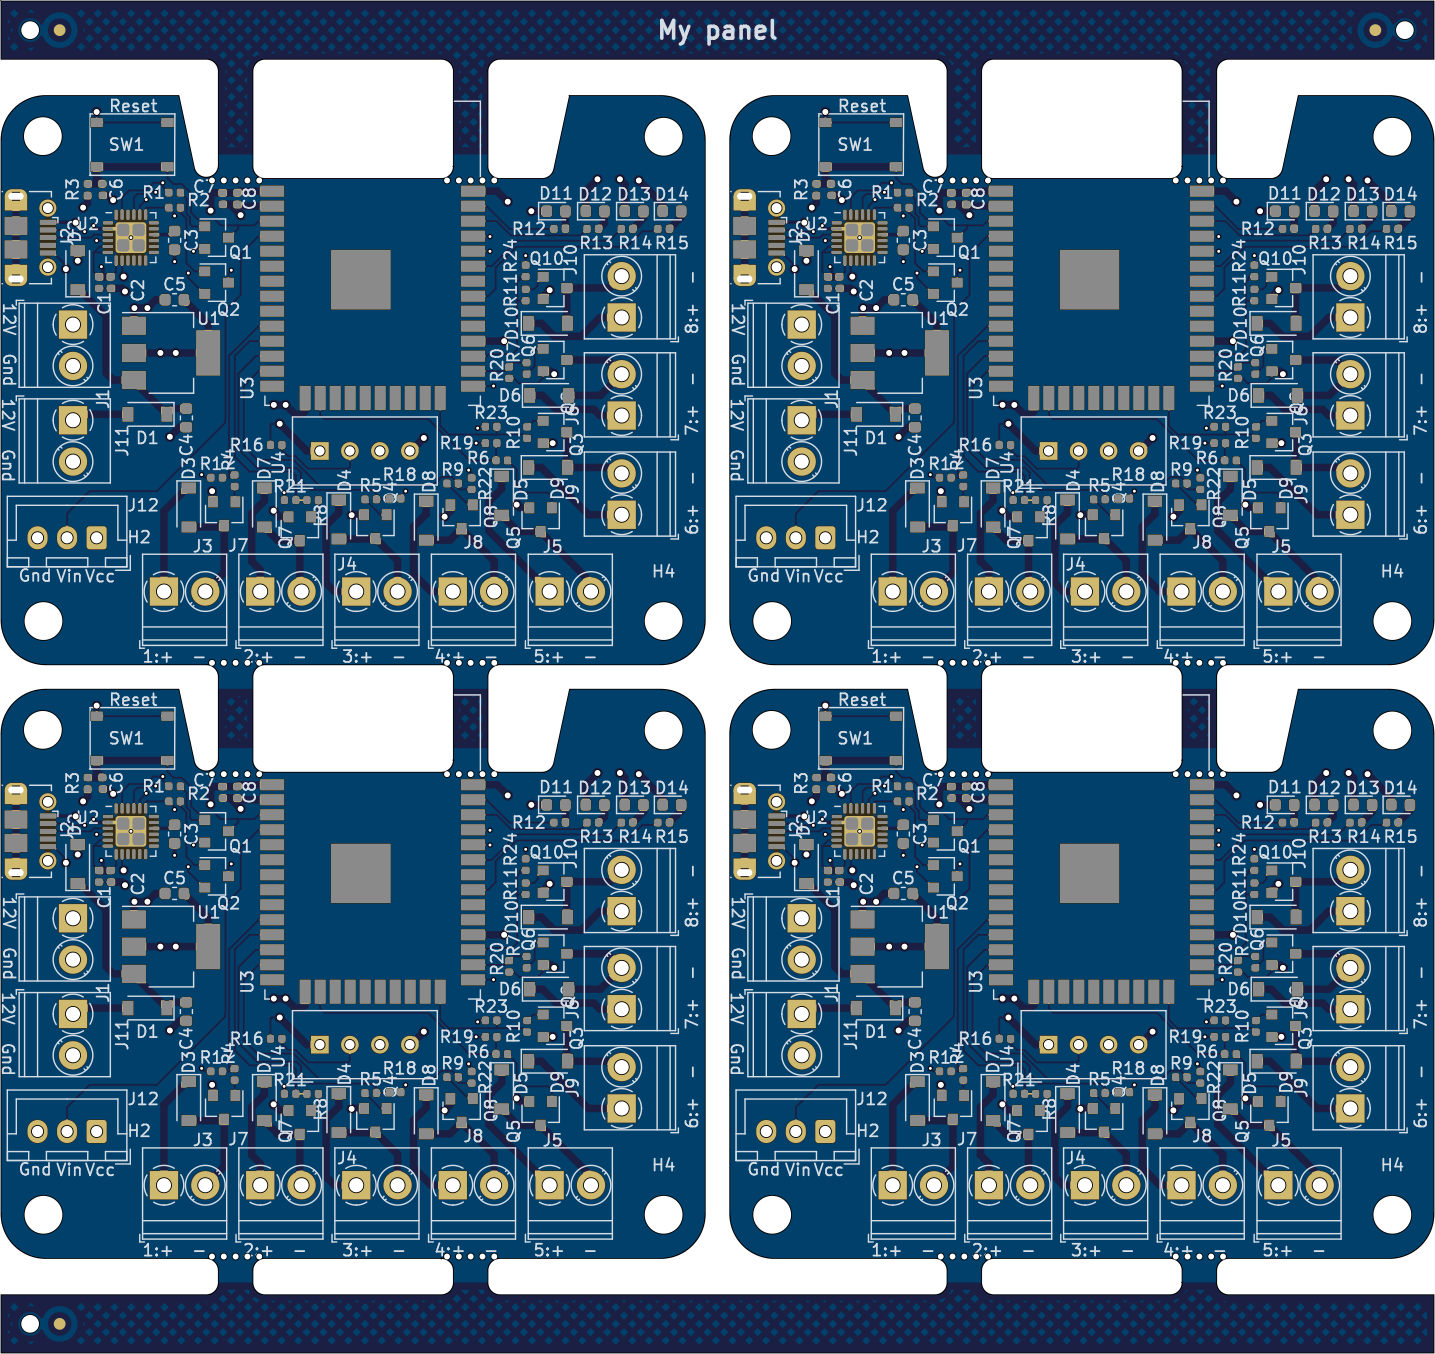 My panel
Reset
SW1
R3
C6
R1
C7
R2
C8
D11
D12
D13
D14
R12
R13
R14
R15
J2
J2
D2
C3
Q1
C1
C2
C5
Q2
U1
R24
J10
Q10
R11
D10
8:+
-
12V
Gnd
J1
U3
R20
R7
Q6
D6
7:+
-
12V
Gnd
J11
D1
C4
R23
R10
J6
Q3
R19
R6
R16
U4
D3
R4
D7
R21
R8
D4
R5
R18
D8
R9
R22
D5
D9
J9
6:+
-
J12
H2
Gnd Vin Vcc
J3
J7
Q7
J4
Q8
J8
Q5
J5
H4
1:+ -
2:+ -
3:+ -
4:+ -
5:+ -
Reset
SW1
R3
C6
R1
C7
R2
C8
D11
D12
D13
D14
R12
R13
R14
R15
J2
C3
Q1
C1
C2
C5
Q2
U1
R24
J10
Q10
R11
D10
8:+
-
12V
Gnd
J1
U3
R20
R7
Q6
D6
7:+
-
12V
Gnd
J11
D1
C4
R23
R10
J6
Q3
R19
R6
R16
U4
D3
R4
D7
R21
R8
D4
R5
R18
D8
R9
R22
D5
D9
J9
6:+
-
J12
H2
Gnd Vin Vcc
J3
J7
Q7
J4
Q8
J8
Q5
J5
H4
1:+ -
2:+ -
3:+ -
4:+ -
5:+ -
Reset
SW1
R3
C6
R1
C7
R2
C8
D11
D12
D13
D14
R12
R13
R14
R15
J2
C3
Q1
C1
C2
C5
Q2
U1
R24
J10
Q10
R11
D10
8:+
-
12V
Gnd
J1
U3
R20
R7
Q6
D6
7:+
-
12V
Gnd
J11
D1
C4
R23
R10
J6
Q3
R19
R6
R16
U4
D3
R4
D7
R21
R8
D4
R5
R18
D8
R9
R22
D5
D9
J9
6:+
-
J12
H2
Gnd Vin Vcc
J3
J7
Q7
J4
Q8
J8
Q5
J5
H4
1:+ -
2:+ -
3:+ -
4:+ -
5:+ -
Reset
SW1
R3
C6
R1
C7
R2
C8
D11
D12
D13
D14
R12
R13
R14
R15
J2
C3
Q1
C1
C2
C5
Q2
U1
R24
J10
Q10
R11
D10
8:+
-
12V
Gnd
J1
U3
R20
R7
Q6
D6
7:+
-
12V
Gnd
J11
D1
C4
R23
R10
J6
Q3
R19
R6
R16
U4
D3
R4
D7
R21
R8
D4
R5
R18
D8
R9
R22
D5
D9
J9
6:+
-
J12
H2
Gnd Vin Vcc
J3
J7
Q7
J4
Q8
J8
Q5
J5
H4
1:+ -
2:+ -
3:+ -
4:+ -
5:+ -